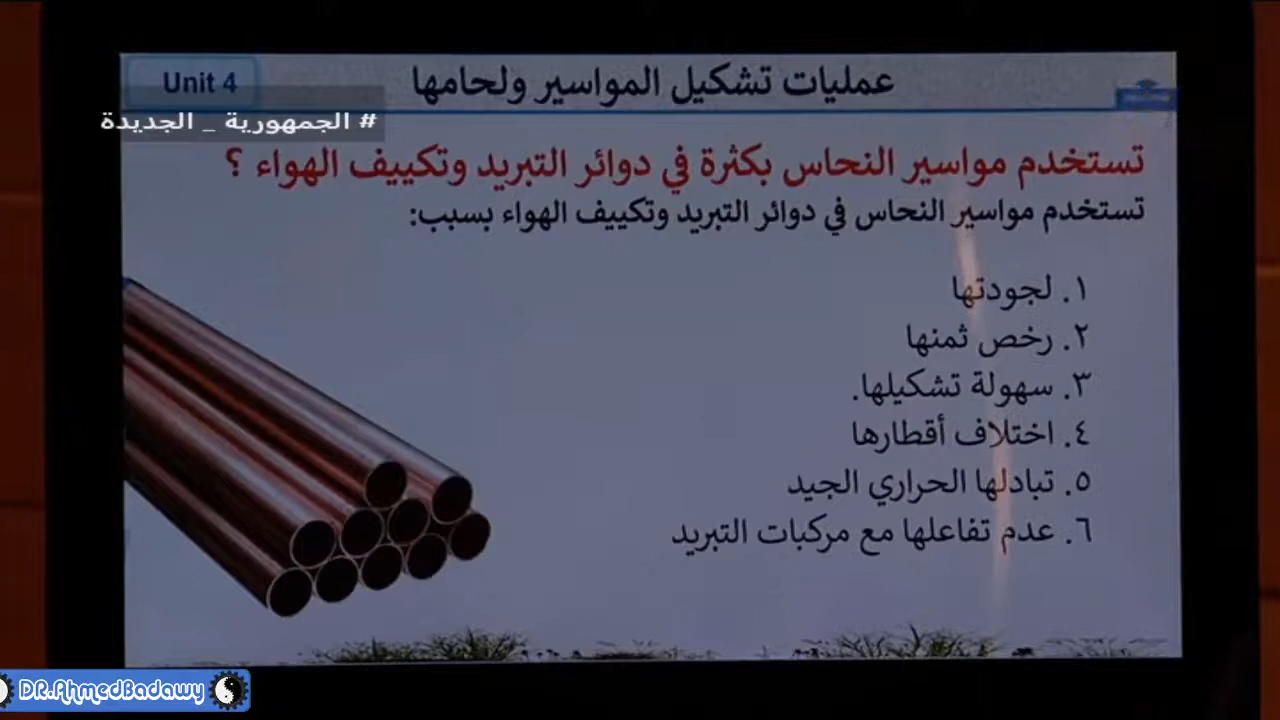 Unit 4
عمليات تشكيل المواسير ولحامها
# الجمهورية _ الجديدة
تستخدم مواسير النحاس بكثرة في دوائر التبريد وتكييف الهواء ؟
تستخدم مواسير النحاس في دوائر التبريد وتكييف الهواء بسبب:
١. لجودتها
٢. رخص ثمنها
٣. سهولة تشكيلها.
٤. اختلاف أقطارها
٥. تبادلها الحراري الجيد
٦. عدم تفاعلها مع مركبات التبريد
DR.AhmedBadawy